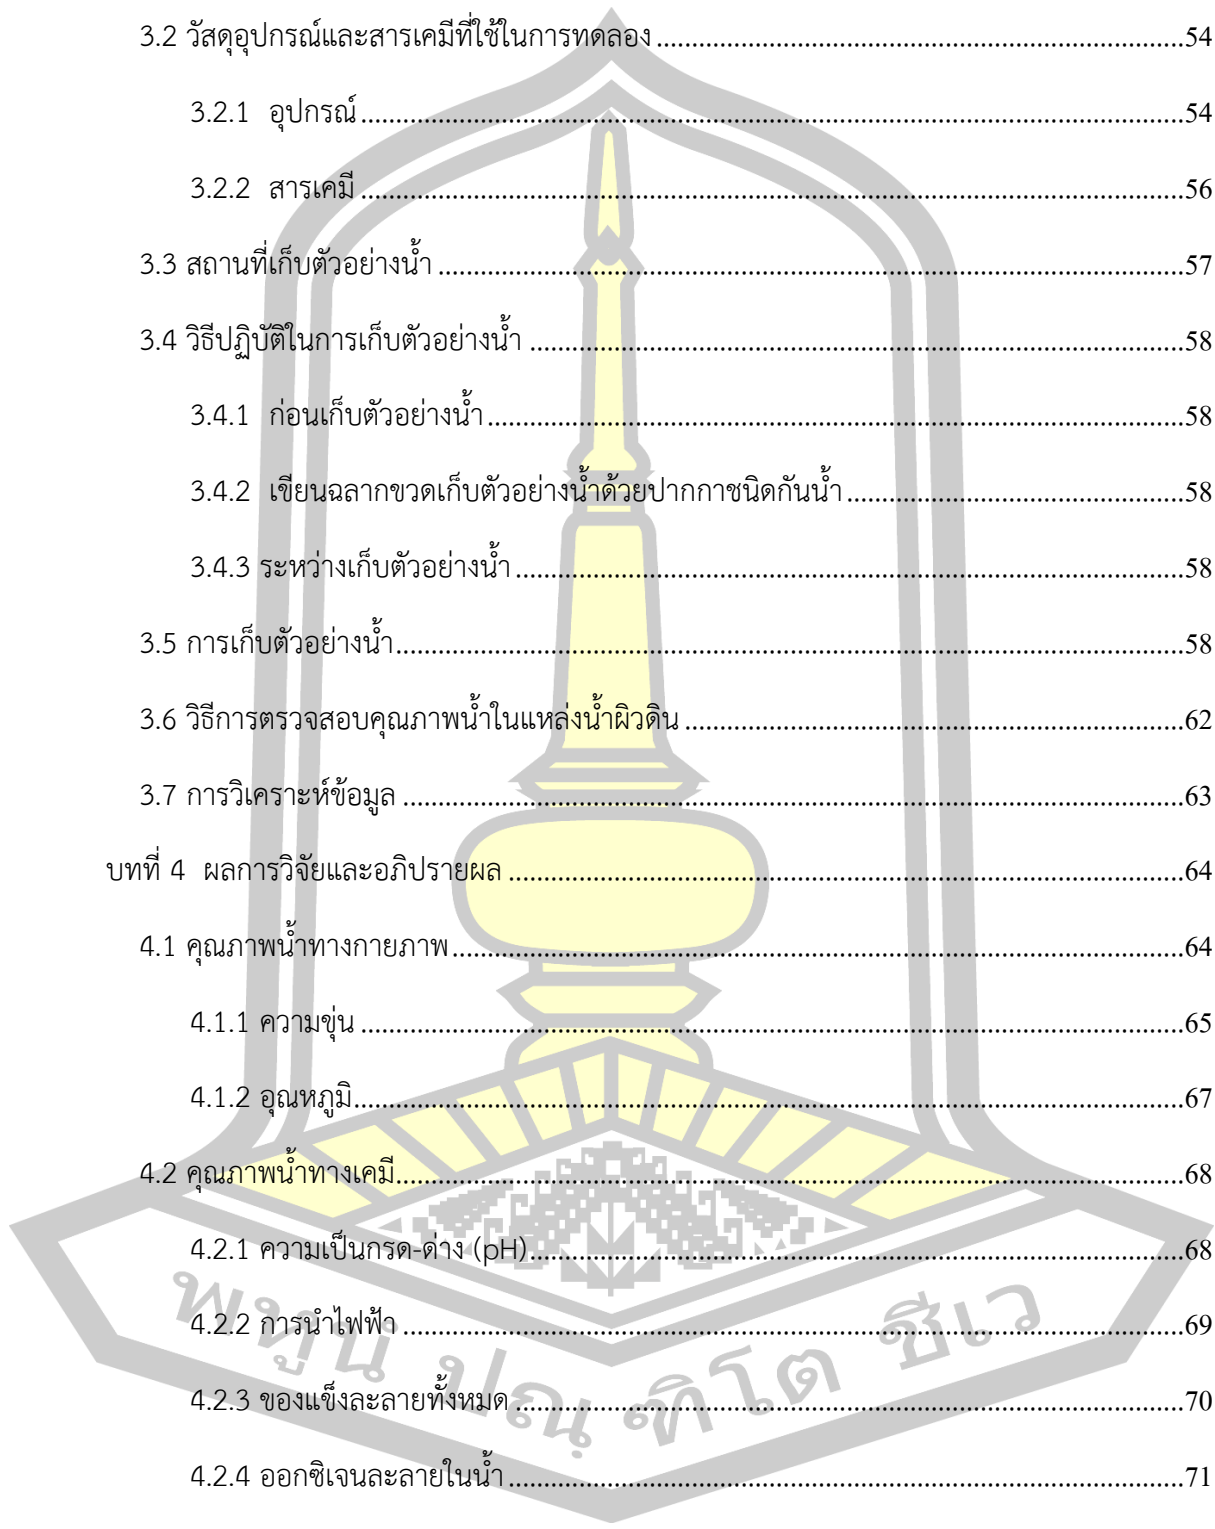 3.2 วัสดุอุปกรณ์และสารเคมีที่ใช้ในการทดลอง ........................................54
3.2.1 อุปกรณ์ ........................................54
3.2.2 สารเคมี ........................................56
3.3 สถานที่เก็บตัวอย่างน้ำ ........................................57
3.4 วิธีปฏิบัติในการเก็บตัวอย่างน้ำ ........................................58
3.4.1 ก่อนเก็บตัวอย่างน้ำ........................................58
3.4.2 เขียนฉลากขวดเก็บตัวอย่างน้ำด้วยปากกาชนิดกันน้ำ........................................58
3.4.3 ระหว่างเก็บตัวอย่างน้ำ........................................58
3.5 การเก็บตัวอย่างน้ำ........................................58
3.6 วิธีการตรวจสอบคุณภาพน้ำในแหล่งน้ำผิวดิน ........................................62
3.7 การวิเคราะห์ข้อมูล ........................................63
บทที่ 4 ผลการวิจัยและอภิปรายผล ........................................64
4.1 คุณภาพน้ำทางกายภาพ........................................64
4.1.1 ความขุ่น ........................................65
4.1.2 อุณหภูมิ........................................67
4.2 คุณภาพน้ำทางเคมี........................................68
4.2.1 ความเป็นกรด-ด่าง (pH)........................................68
4.2.2 การนำไฟฟ้า ........................................69
4.2.3 ของแข็งละลายทั้งหมด ........................................70
4.2.4 ออกซิเจนละลายในน้ำ ........................................71
พหูนํ ปณฺฑิโต ชีเว